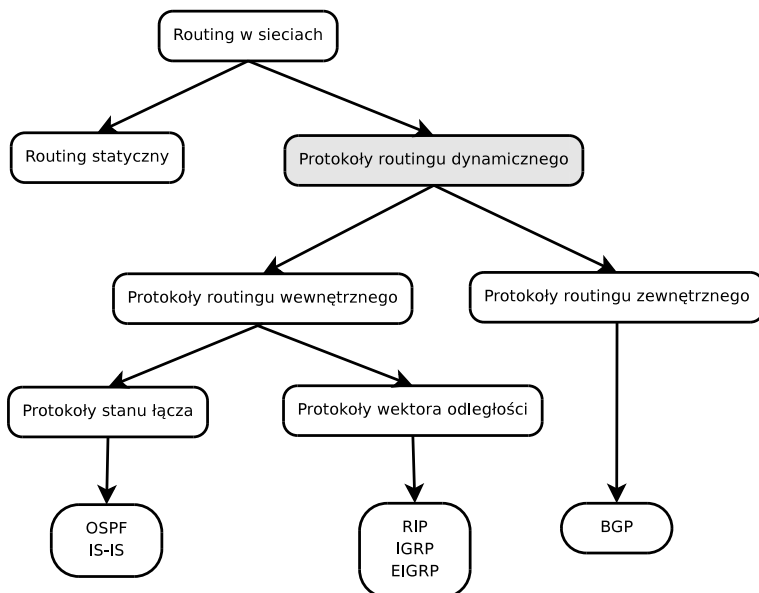 Routing w sieciach
Routing statyczny
Protokoły routingu dynamicznego
Protokoły routingu wewnętrznego
Protokoły routingu zewnętrznego
Protokoły stanu łącza
Protokoły wektora odległości
OSPF
IS-IS
RIP
IGRP
EIGRP
BGP